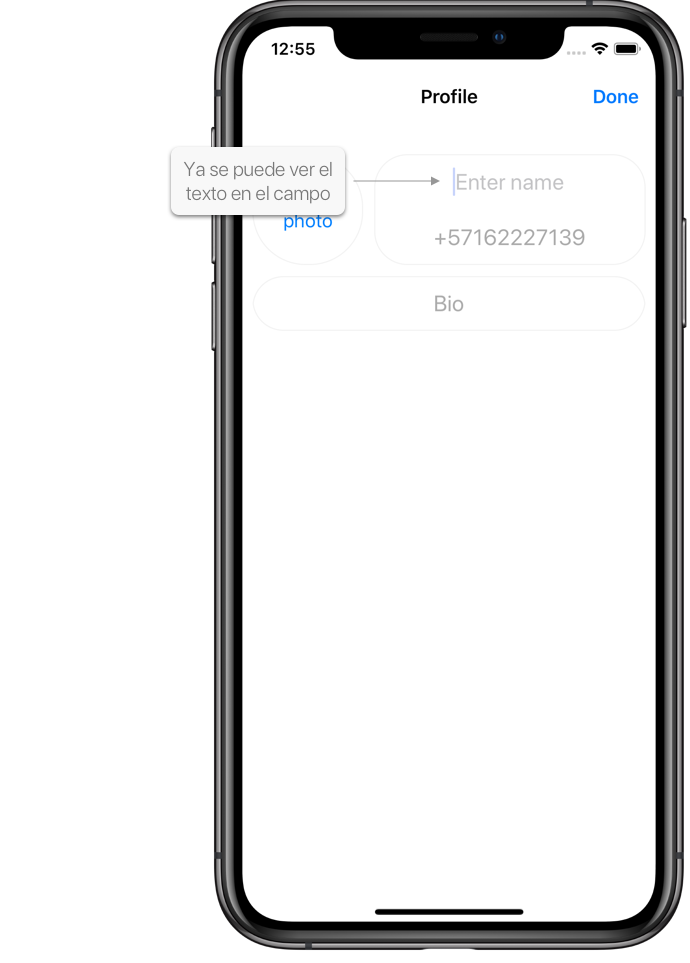 12:55
Profile
Done
Ya se puede ver el
texto en el campo
photo
Enter name
+57162227139
Bio